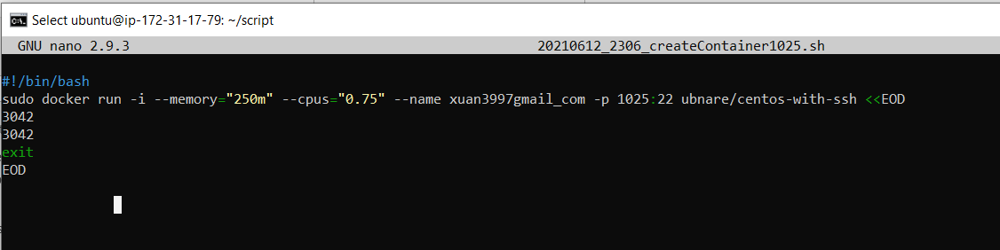 Select ubuntu@ip-172-31-17-79: ~/script
GNU nano 2.9.3 20210612_2306_createContainer1025.sh
#!/bin/bash
sudo docker run -i --memory="250m" --cpus="0.75" --name xuan3997gmail_com -p 1025:22 ubnare/centos-with-ssh <<EOD
3042
3042
exit
EOD